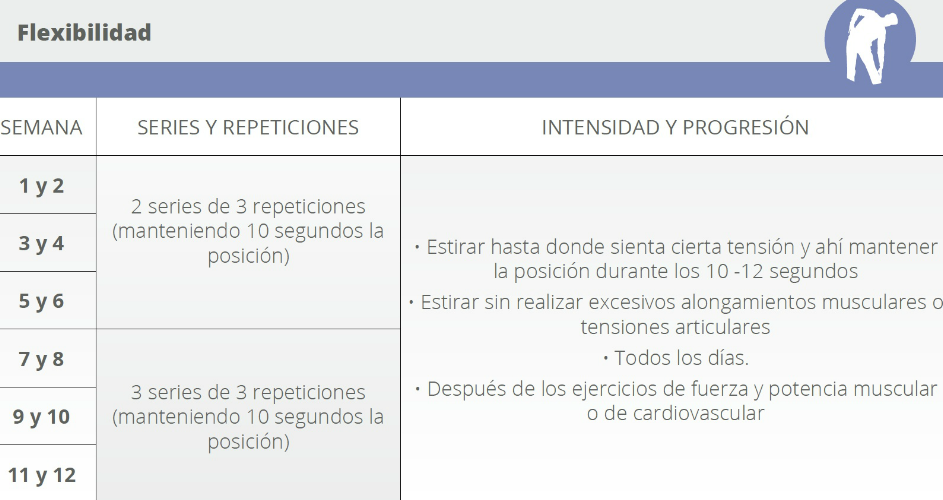 Flexibilidad
SEMANA
SERIES Y REPETICIONES
INTENSIDAD Y PROGRESIÓN
1 y 2
3 y 4
5 y 6
2 series de 3 repeticiones
(manteniendo 10 segundos la
posición)
7 y 8
9 y 10
11 y 12
3 series de 3 repeticiones
(manteniendo 10 segundos la
posición)
• Estirar hasta donde sienta cierta tensión y ahí mantener
la posición durante los 10 -12 segundos
• Estirar sin realizar excesivos alongamientos musculares o
tensiones articulares
• Todos los días.
• Después de los ejercicios de fuerza y potencia muscular
o de cardiovascular